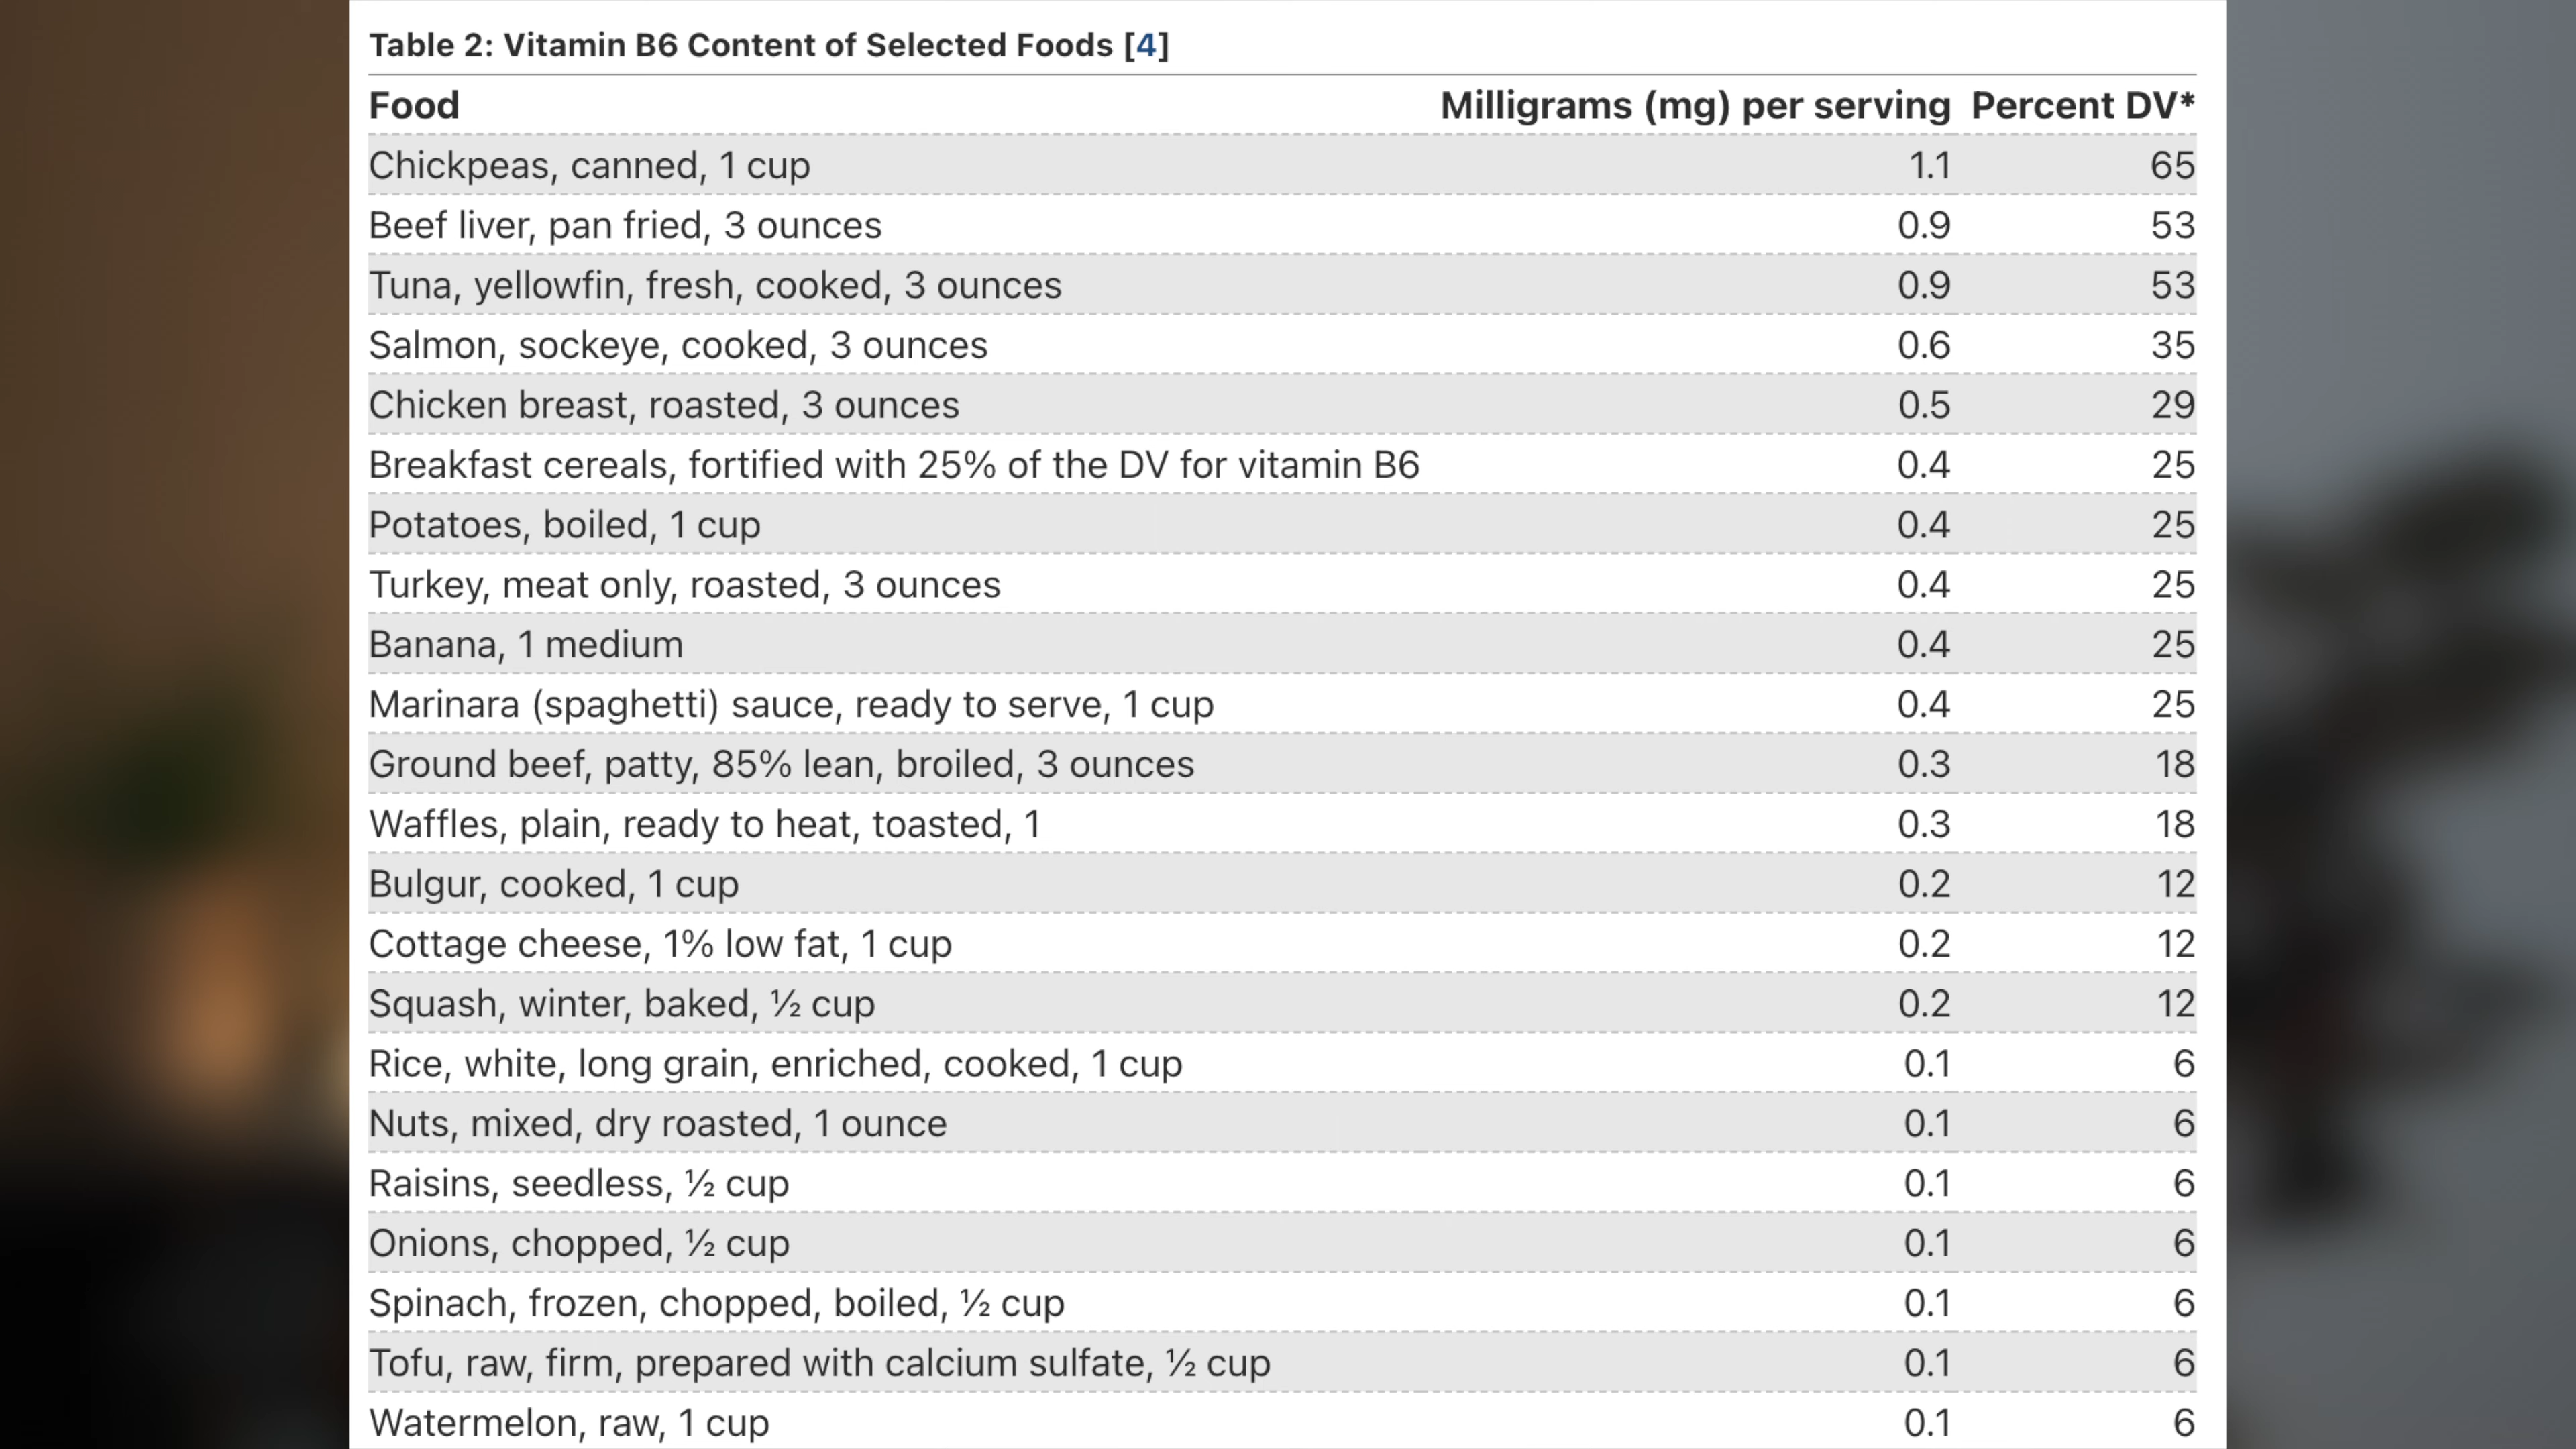 Table 2: Vitamin B6 Content of Selected Foods [4]
Food Milligrams (mg) per serving Percent DV*
Chickpeas, canned, 1 cup 1.1 65
Beef liver, pan fried, 3 ounces 0.9 53
Tuna, yellowfin, fresh, cooked, 3 ounces 0.9 53
Salmon, sockeye, cooked, 3 ounces 0.6 35
Chicken breast, roasted, 3 ounces 0.5 29
Breakfast cereals, fortified with 25% of the DV for vitamin B6 0.4 25
Potatoes, boiled, 1 cup 0.4 25
Turkey, meat only, roasted, 3 ounces 0.4 25
Banana, 1 medium 0.4 25
Marinara (spaghetti) sauce, ready to serve, 1 cup 0.4 25
Ground beef, patty, 85% lean, broiled, 3 ounces 0.3 18
Waffles, plain, ready to heat, toasted, 1 0.3 18
Bulgur, cooked, 1 cup 0.2 12
Cottage cheese, 1% low fat, 1 cup 0.2 12
Squash, winter, baked, ½ cup 0.2 12
Rice, white, long grain, enriched, cooked, 1 cup 0.1 6
Nuts, mixed, dry roasted, 1 ounce 0.1 6
Raisins, seedless, ½ cup 0.1 6
Onions, chopped, ½ cup 0.1 6
Spinach, frozen, chopped, boiled, ½ cup 0.1 6
Tofu, raw, firm, prepared with calcium sulfate, ½ cup 0.1 6
Watermelon, raw, 1 cup 0.1 6